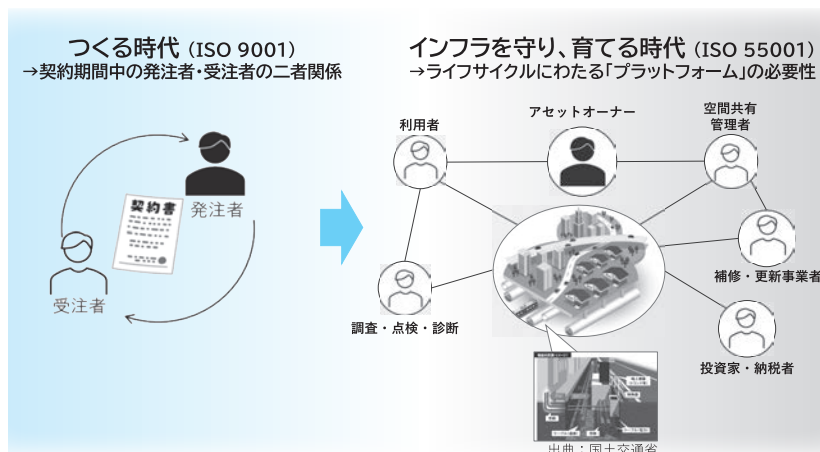 つくる時代（ISO 9001）
→契約期間中の発注者・受注者の二者関係
契約書
発注者
受注者
インフラを守り、育てる時代（ISO 55001）
→ライフサイクルにわたる「プラットフォーム」の必要性
利用者
アセットオーナー
空間共有
管理者
補修・更新事業者
調査・点検・診断
投資家・納税者
出典：国土交通省